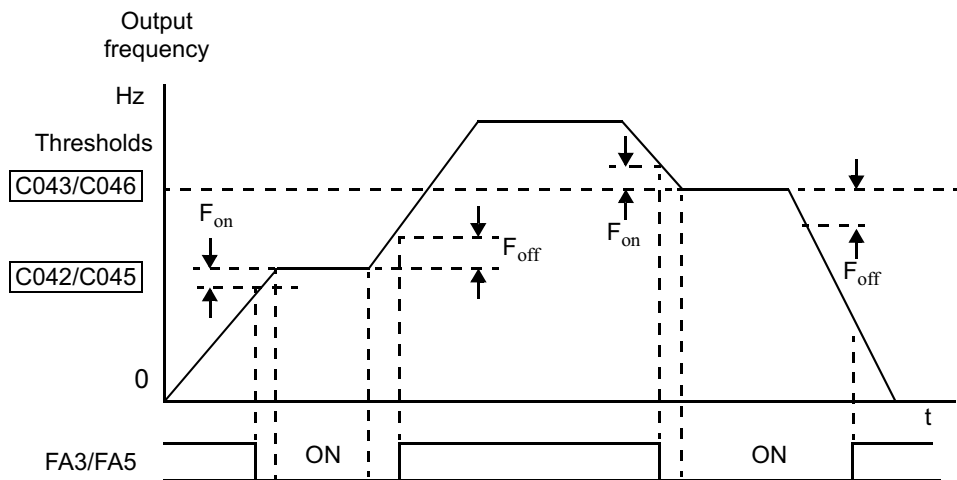 Output
frequency
Hz
Thresholds
C043/C046
Fon
Fon
Foff
C042/C045
Foff
0
t
FA3/FA5
ON
ON